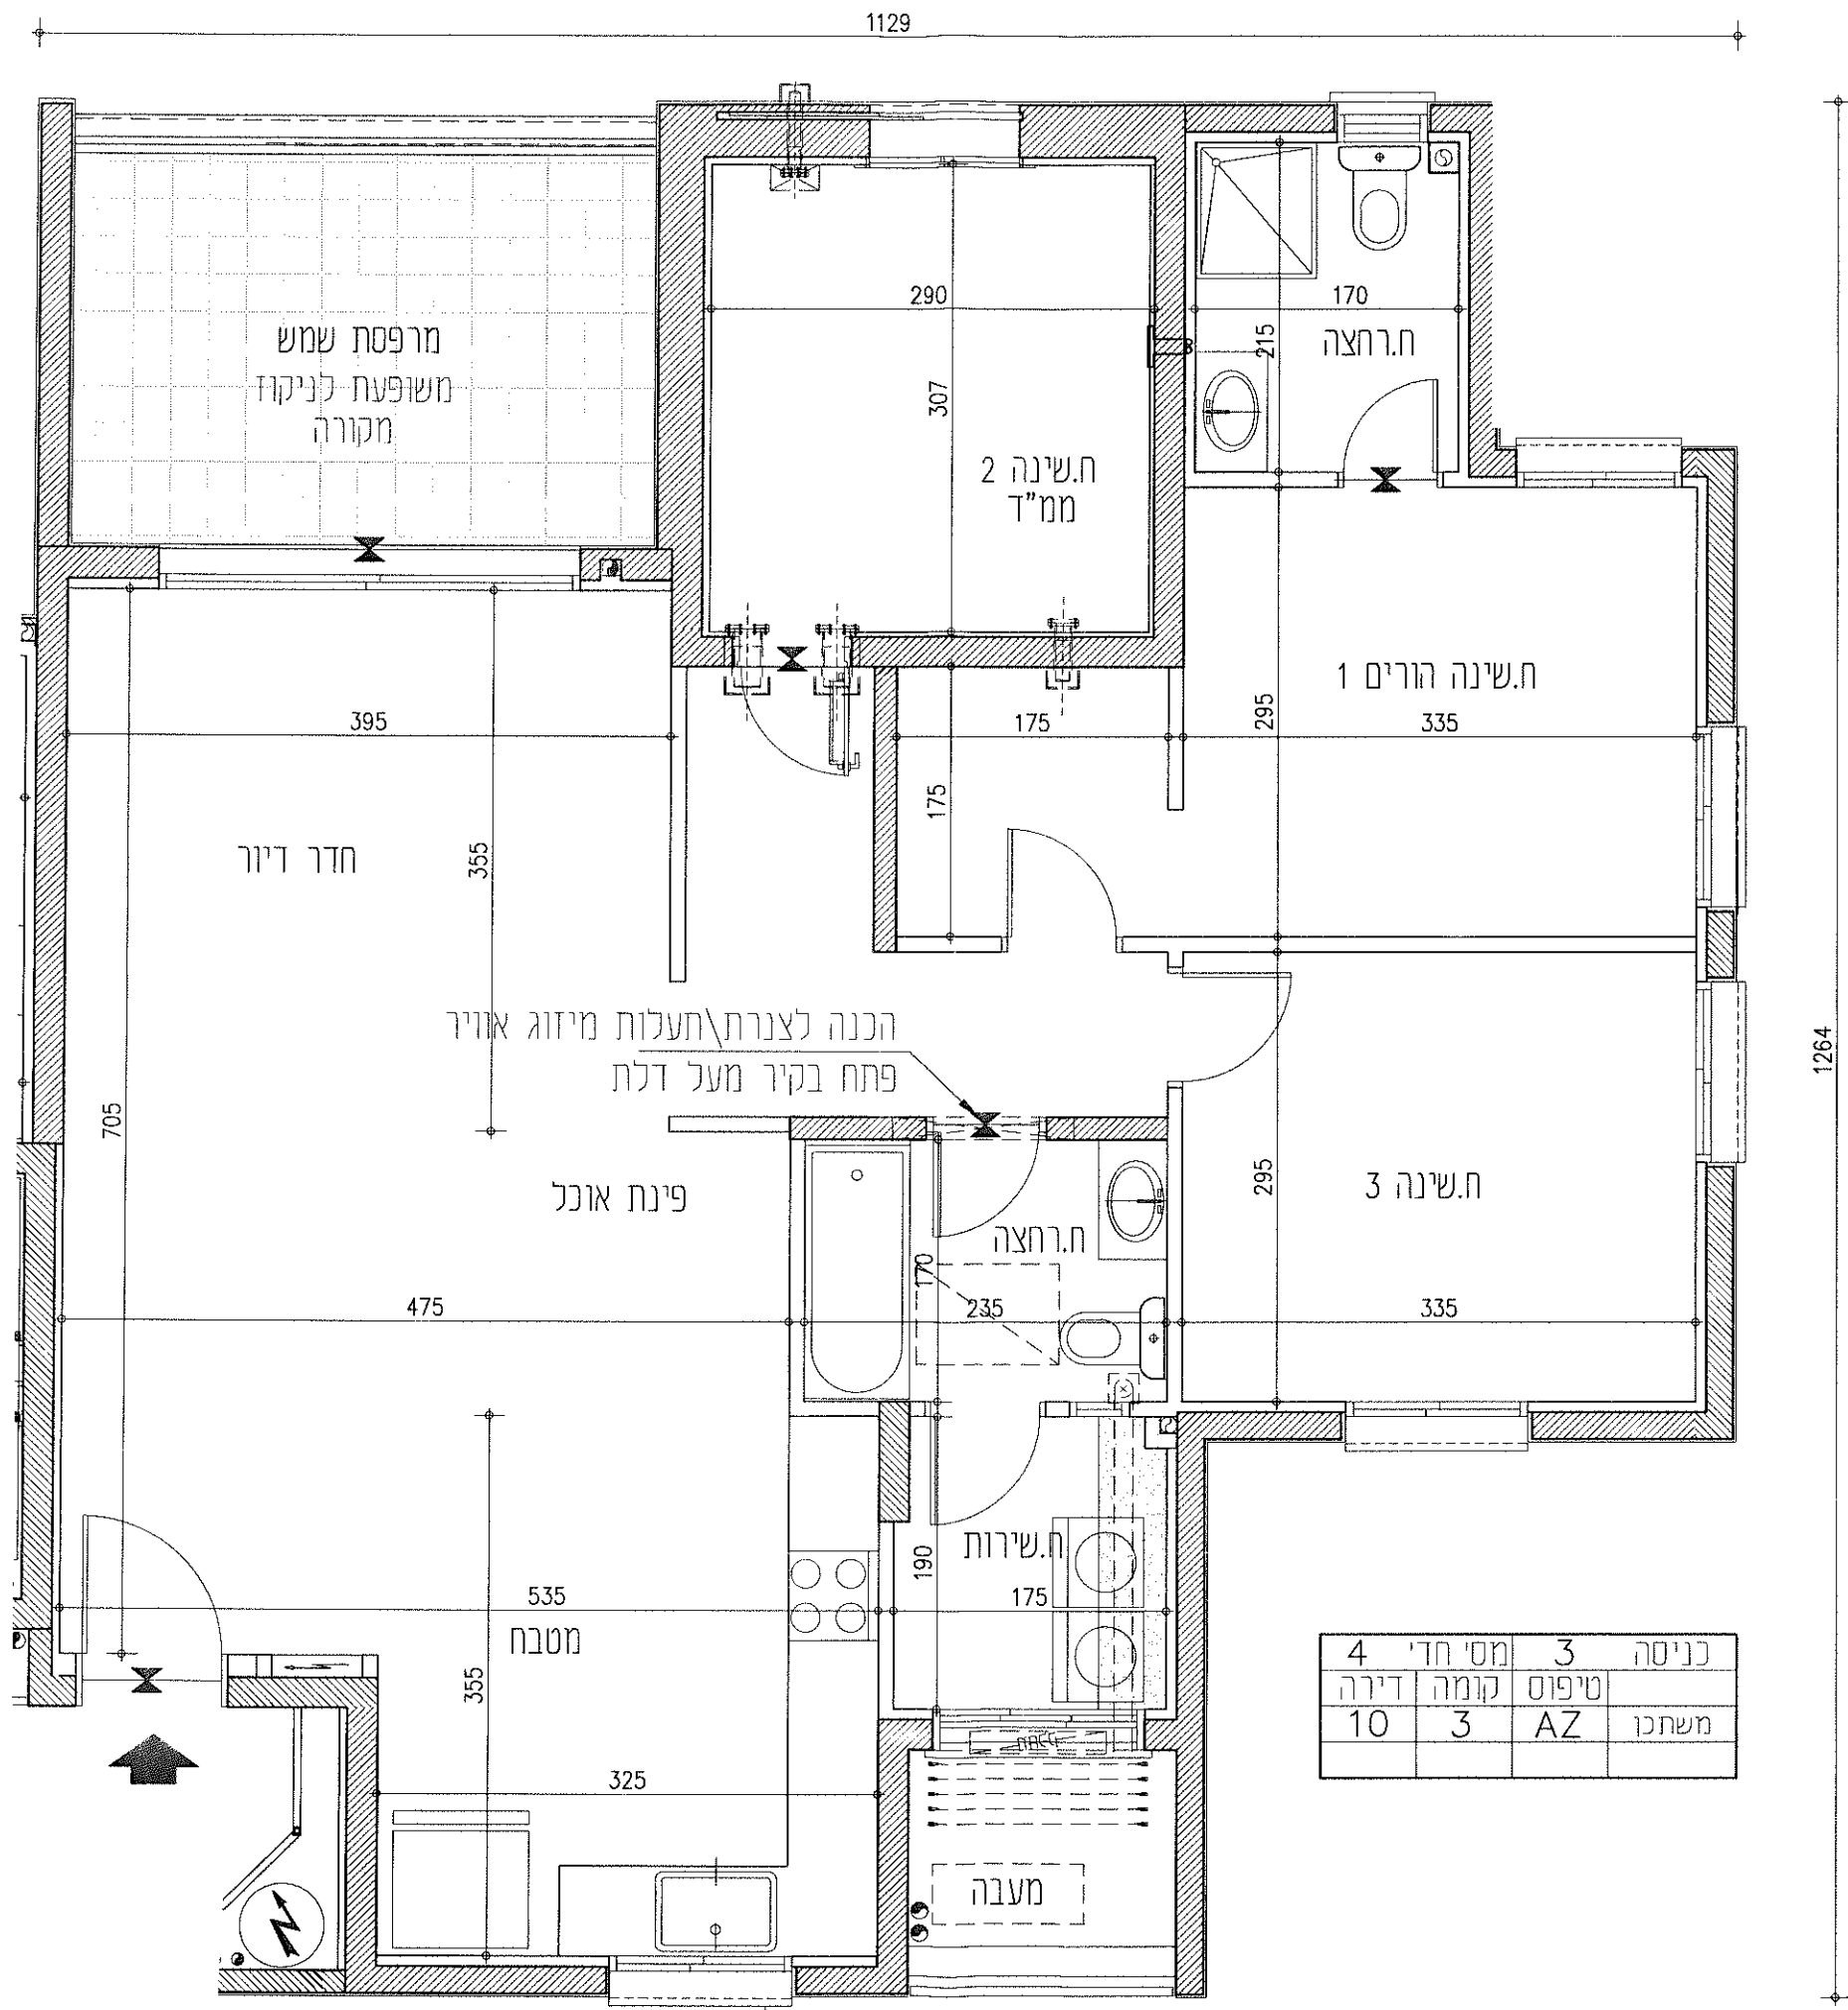 1129
מרפסת שמש
משופעת לניקוז
מקורה
290
307
ח.שינה 2
ממ"ד
170
215
ח.רחצה
ח.שינה הורים 1
295
335
175
175
395
355
חדר דיור
705
הכנה לצנרת\תעלות מיזוג אוויר
פתח בקיר מעל דלת
1264
פינת אוכל
ח.רחצה
170
235
475
295
ח.שינה 3
335
ח.שירות
190
175
535
מטבח
355
325
מעבה
כניסה 3 מס' חד' 4
טיפוס קומה דירה
משתכן AZ 3 10